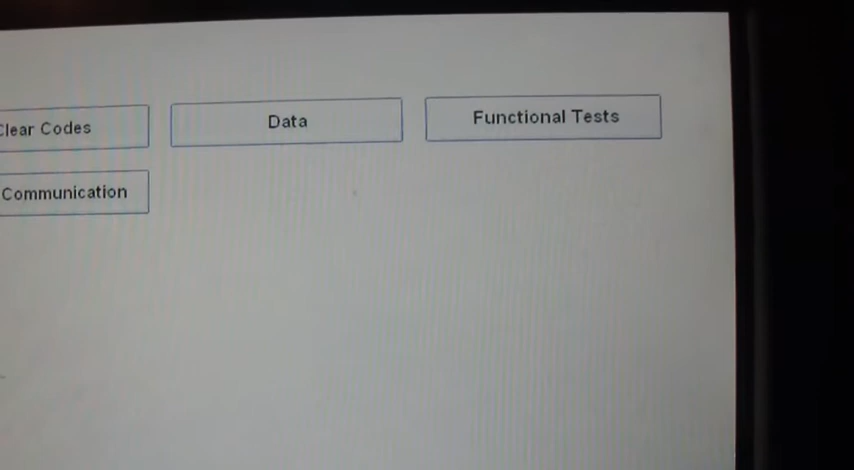 Clear Codes
Data
Functional Tests
Communication